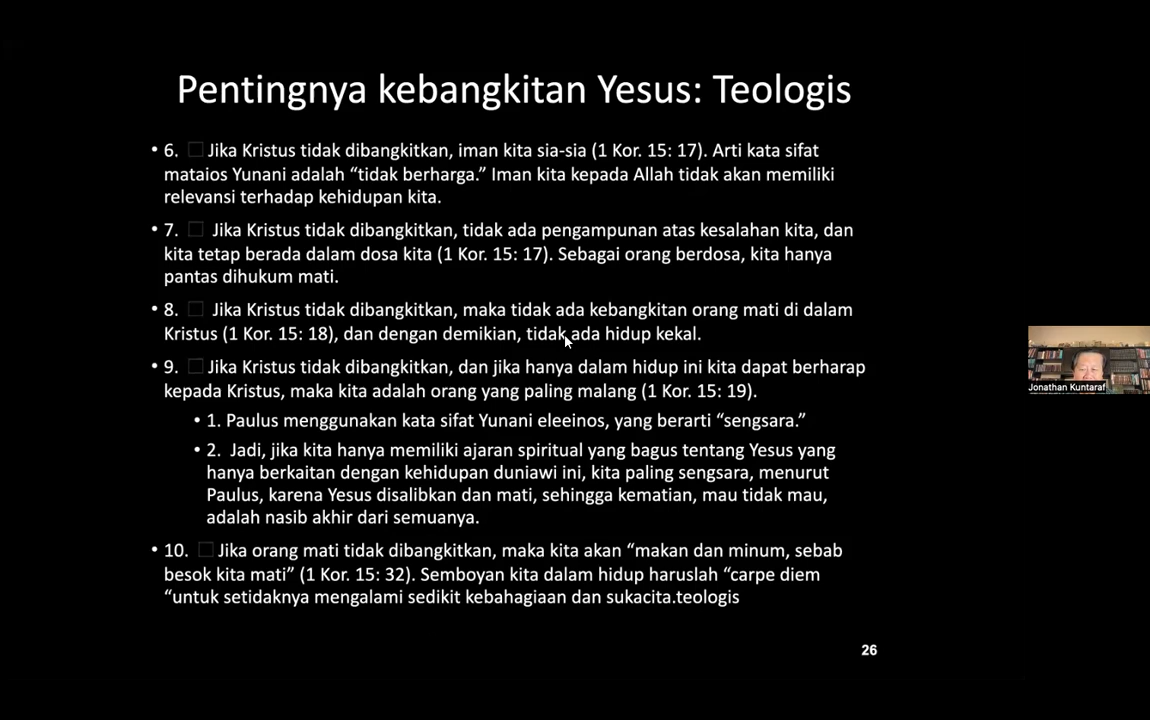 Pentingnya kebangkitan Yesus: Teologis
• 6. Jika Kristus tidak dibangkitkan, iman kita sia-sia (1 Kor. 15: 17). Arti kata sifat
mataios Yunani adalah “tidak berharga.” Iman kita kepada Allah tidak akan memiliki
relevansi terhadap kehidupan kita.
• 7. Jika Kristus tidak dibangkitkan, tidak ada pengampunan atas kesalahan kita, dan
kita tetap berada dalam dosa kita (1 Kor. 15: 17). Sebagai orang berdosa, kita hanya
pantas dihukum mati.
• 8. Jika Kristus tidak dibangkitkan, maka tidak ada kebangkitan orang mati di dalam
Kristus (1 Kor. 15: 18), dan dengan demikian, tidak ada hidup kekal.
• 9. Jika Kristus tidak dibangkitkan, dan jika hanya dalam hidup ini kita dapat berharap
kepada Kristus, maka kita adalah orang yang paling malang (1 Kor. 15: 19).
• 1. Paulus menggunakan kata sifat Yunani eleeinos, yang berarti “sengsara.”
• 2. Jadi, jika kita hanya memiliki ajaran spiritual yang bagus tentang Yesus yang
hanya berkaitan dengan kehidupan duniawi ini, kita paling sengsara, menurut
Paulus, karena Yesus disalibkan dan mati, sehingga kematian, mau tidak mau,
adalah nasib akhir dari semuanya.
• 10. Jika orang mati tidak dibangkitkan, maka kita akan “makan dan minum, sebab
besok kita mati” (1 Kor. 15: 32). Semboyan kita dalam hidup haruslah “carpe diem
“untuk setidaknya mengalami sedikit kebahagiaan dan sukacita.teologis
26
Jonathan Kuntaraf